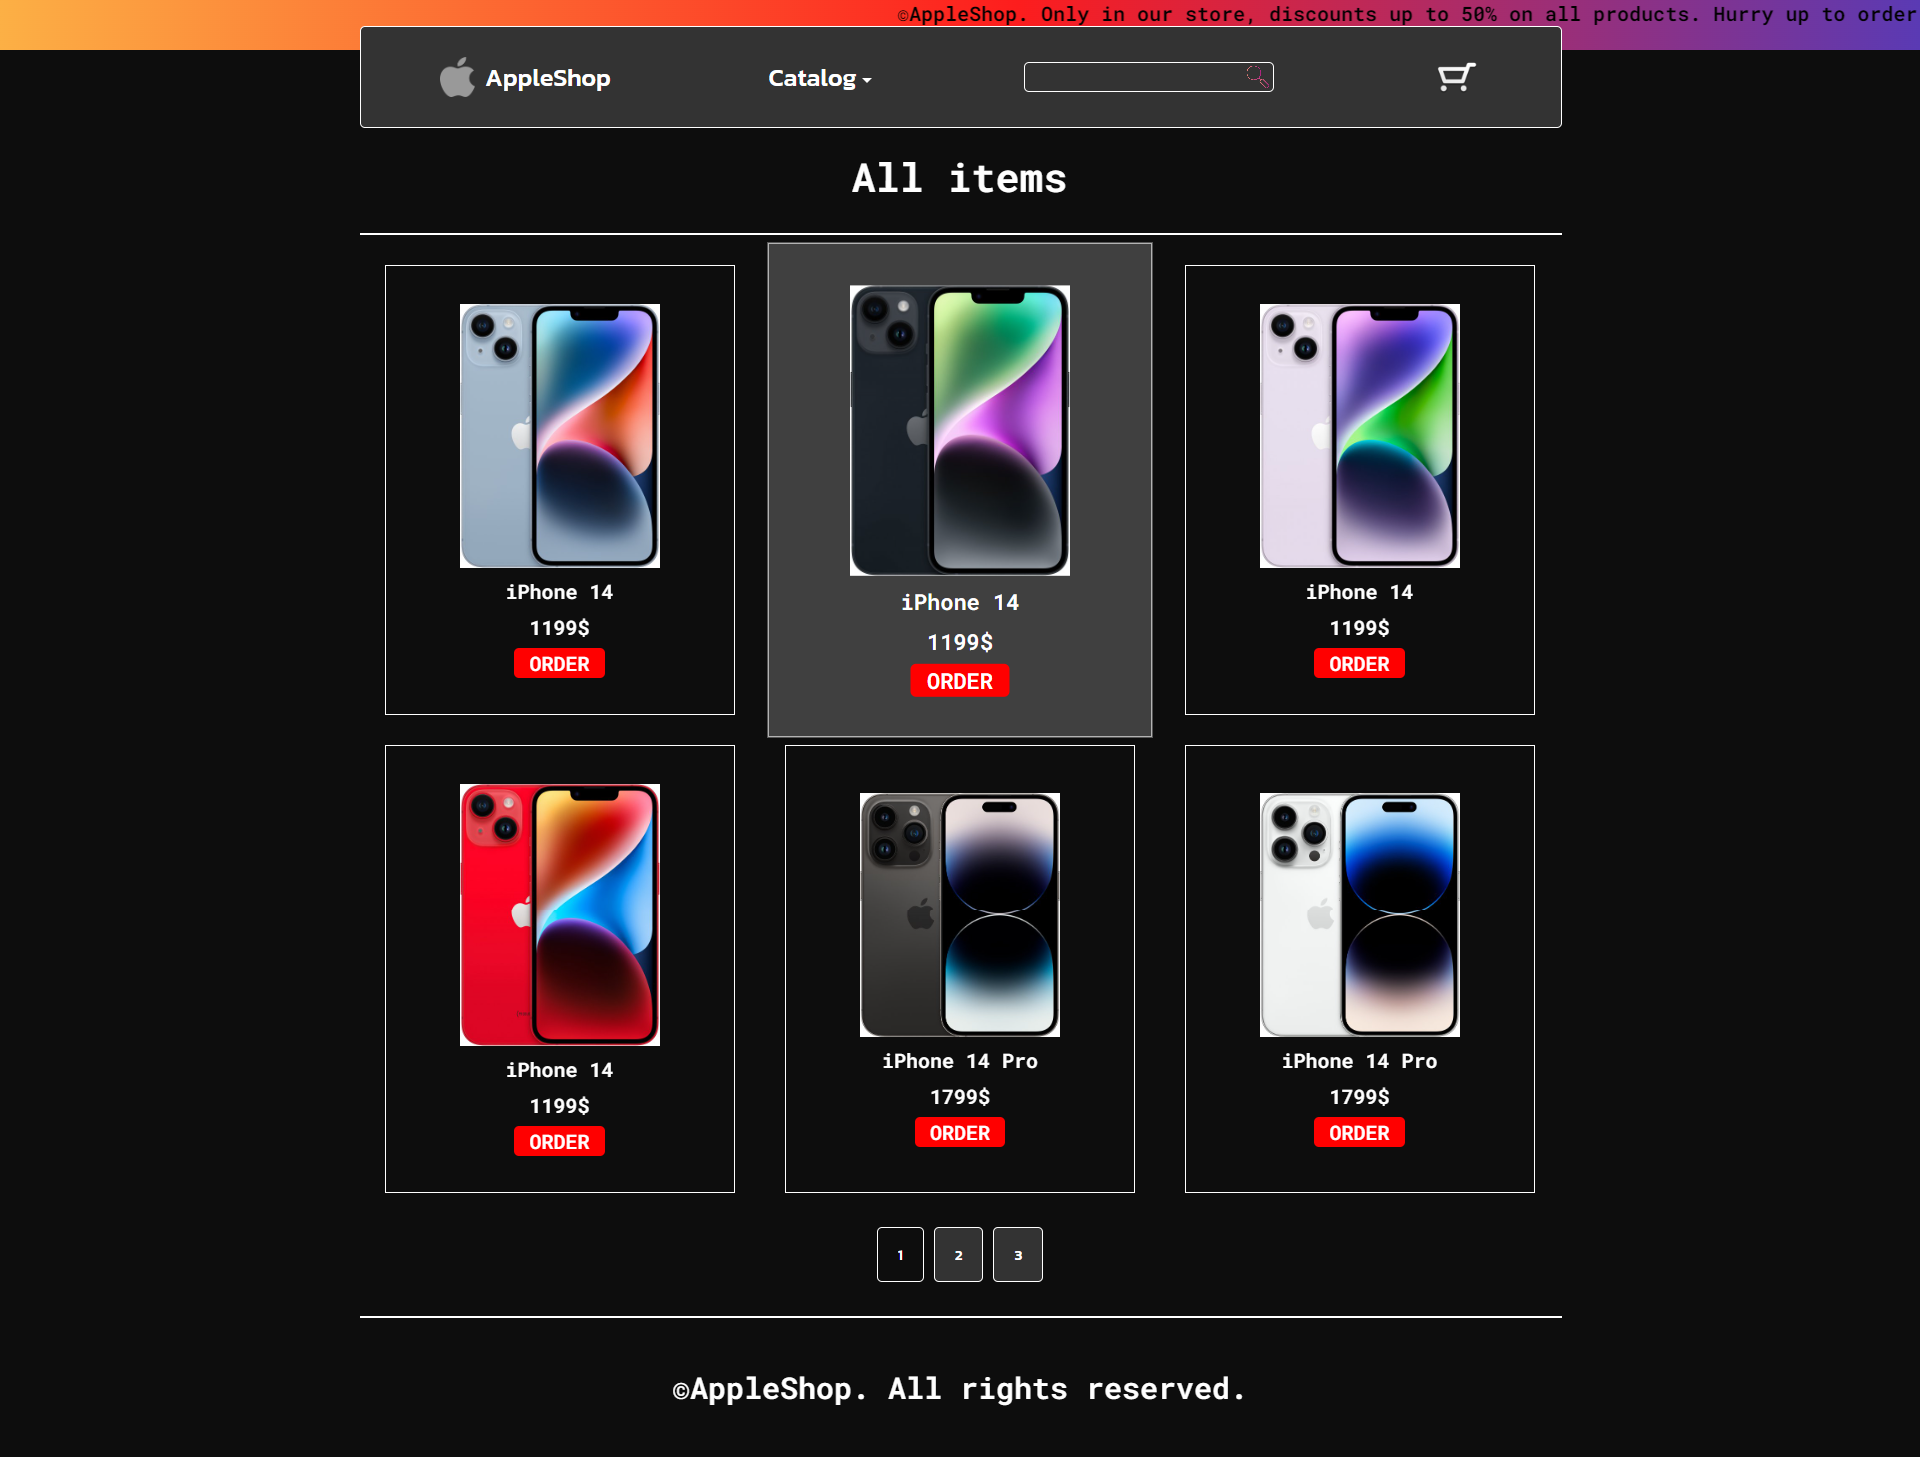 ©AppleShop. Only in our store, discounts up to 50% on all products. Hurry up to order
AppleShop
Catalog
All items
iPhone 14
1199$
ORDER
iPhone 14
1199$
ORDER
iPhone 14
1199$
ORDER
iPhone 14
1199$
ORDER
iPhone 14 Pro
1799$
ORDER
iPhone 14 Pro
1799$
ORDER
1 2 3
©AppleShop. All rights reserved.